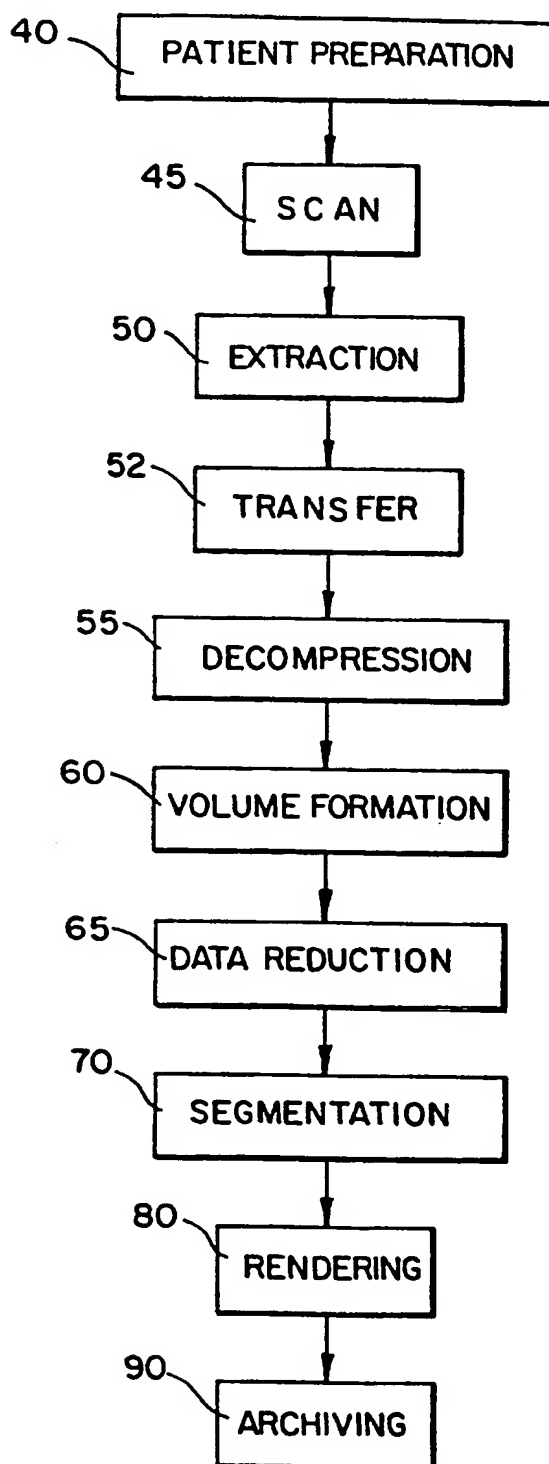 40 PATIENT PREPARATION
45 SCAN
50 EXTRACTION
52 TRANSFER
55 DECOMPRESSION
60 VOLUME FORMATION
65 DATA REDUCTION
70 SEGMENTATION
80 RENDERING
90 ARCHIVING